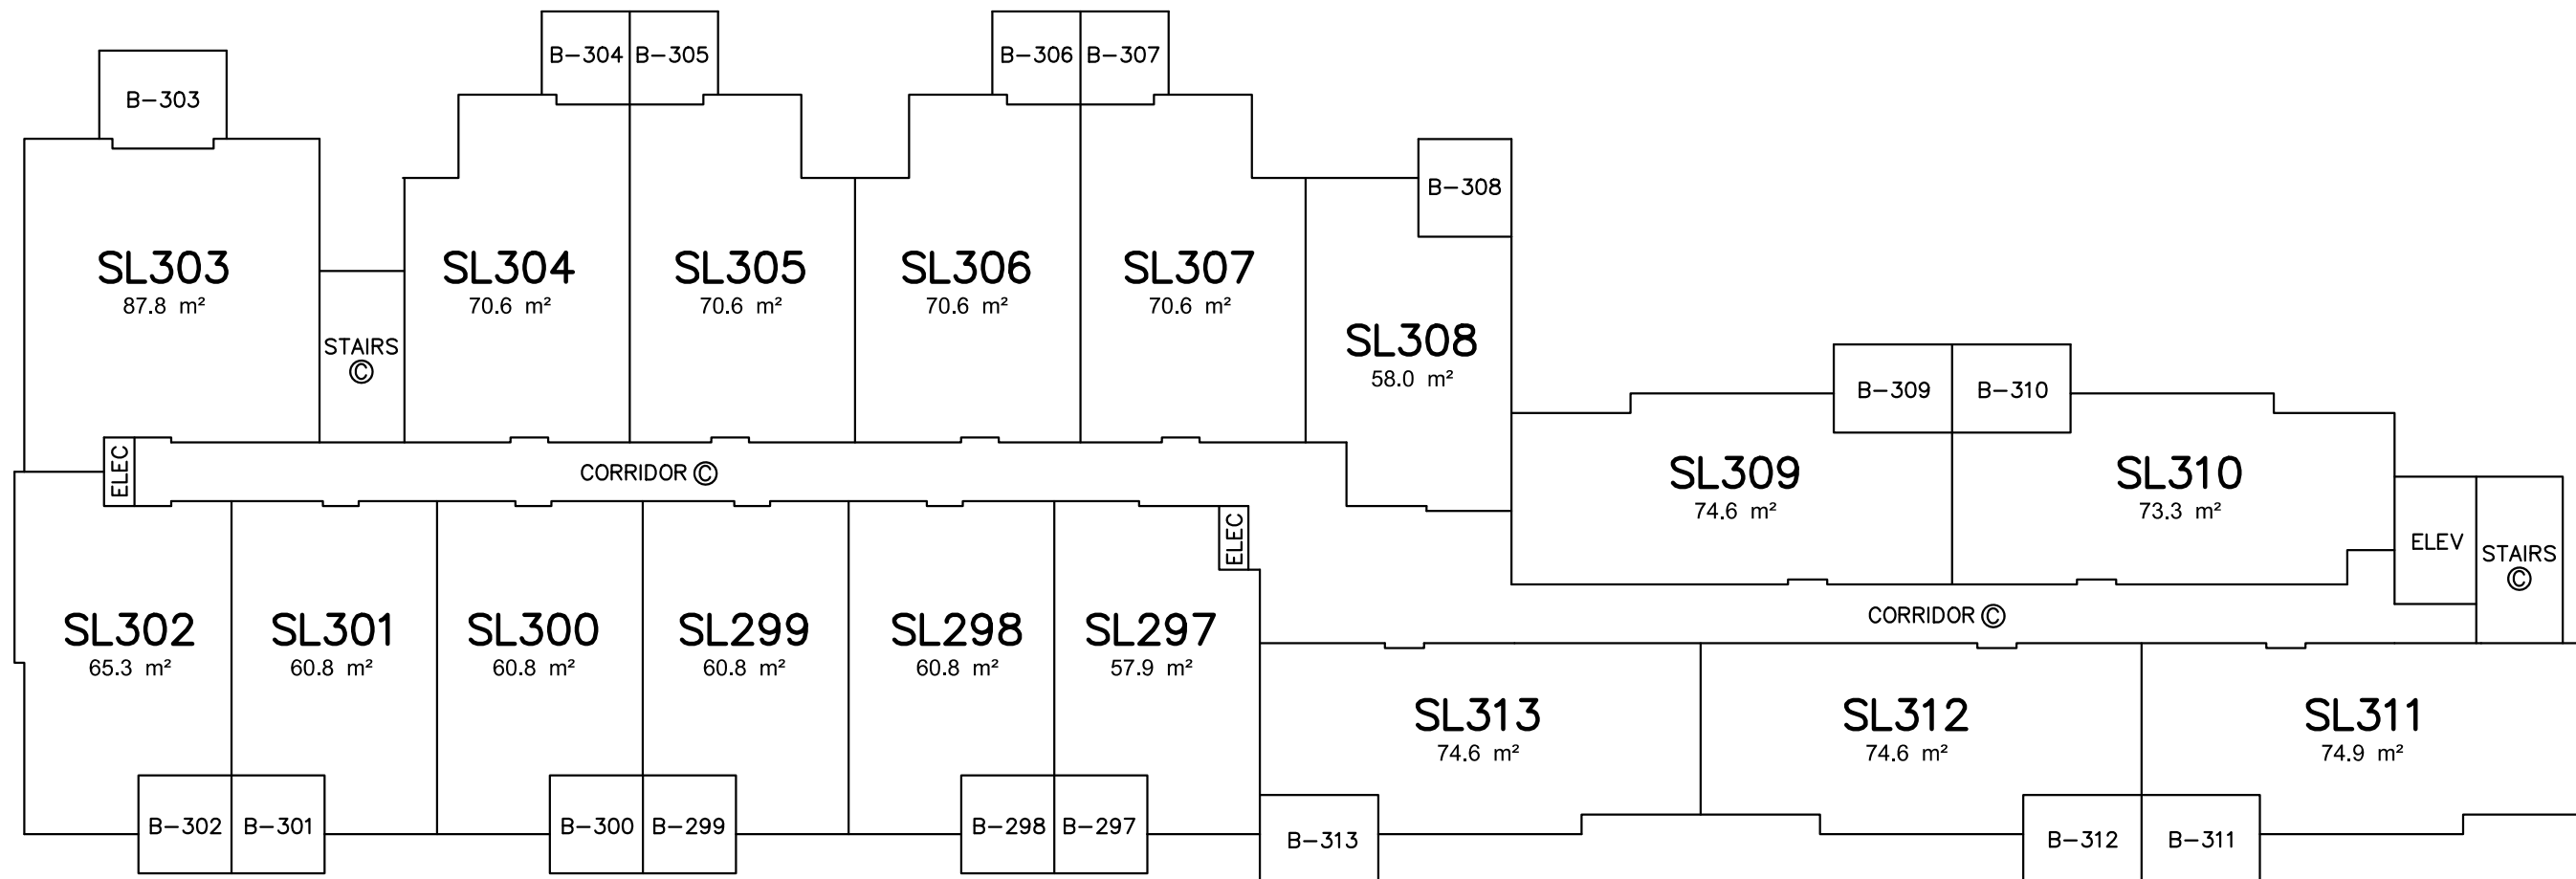 B-304
B-305
B-306
B-307
B-303
B-308
SL303
87.8 m²
SL304
70.6 m²
SL305
70.6 m²
SL306
70.6 m²
SL307
70.6 m²
STAIRS
©
SL308
58.0 m²
B-309
B-310
ELEC
CORRIDOR ©
SL309
74.6 m²
SL310
73.3 m²
ELEC
ELEV
STAIRS
©
SL302
65.3 m²
SL301
60.8 m²
SL300
60.8 m²
SL299
60.8 m²
SL298
60.8 m²
SL297
57.9 m²
CORRIDOR ©
SL313
74.6 m²
SL312
74.6 m²
SL311
74.9 m²
B-302
B-301
B-300
B-299
B-298
B-297
B-313
B-312
B-311